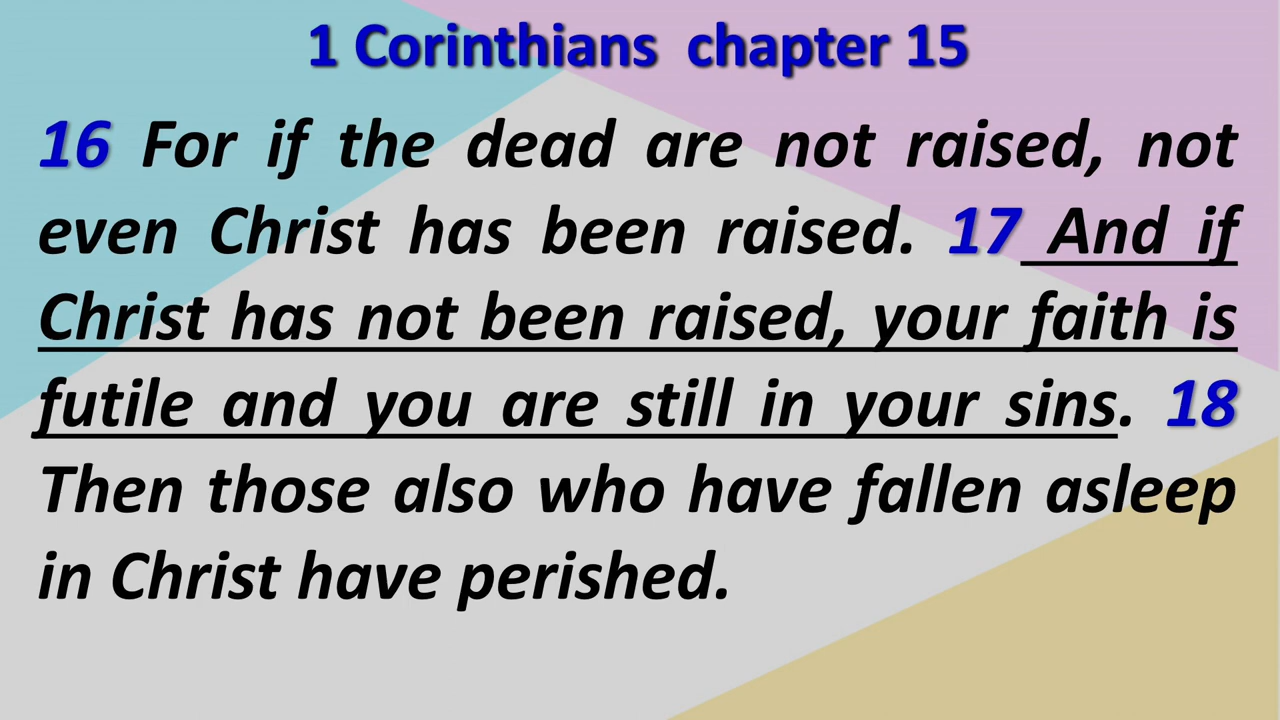 1 Corinthians chapter 15
16 For if the dead are not raised, not
even Christ has been raised. 17 And if
Christ has not been raised, your faith is
futile and you are still in your sins. 18
Then those also who have fallen asleep
in Christ have perished.